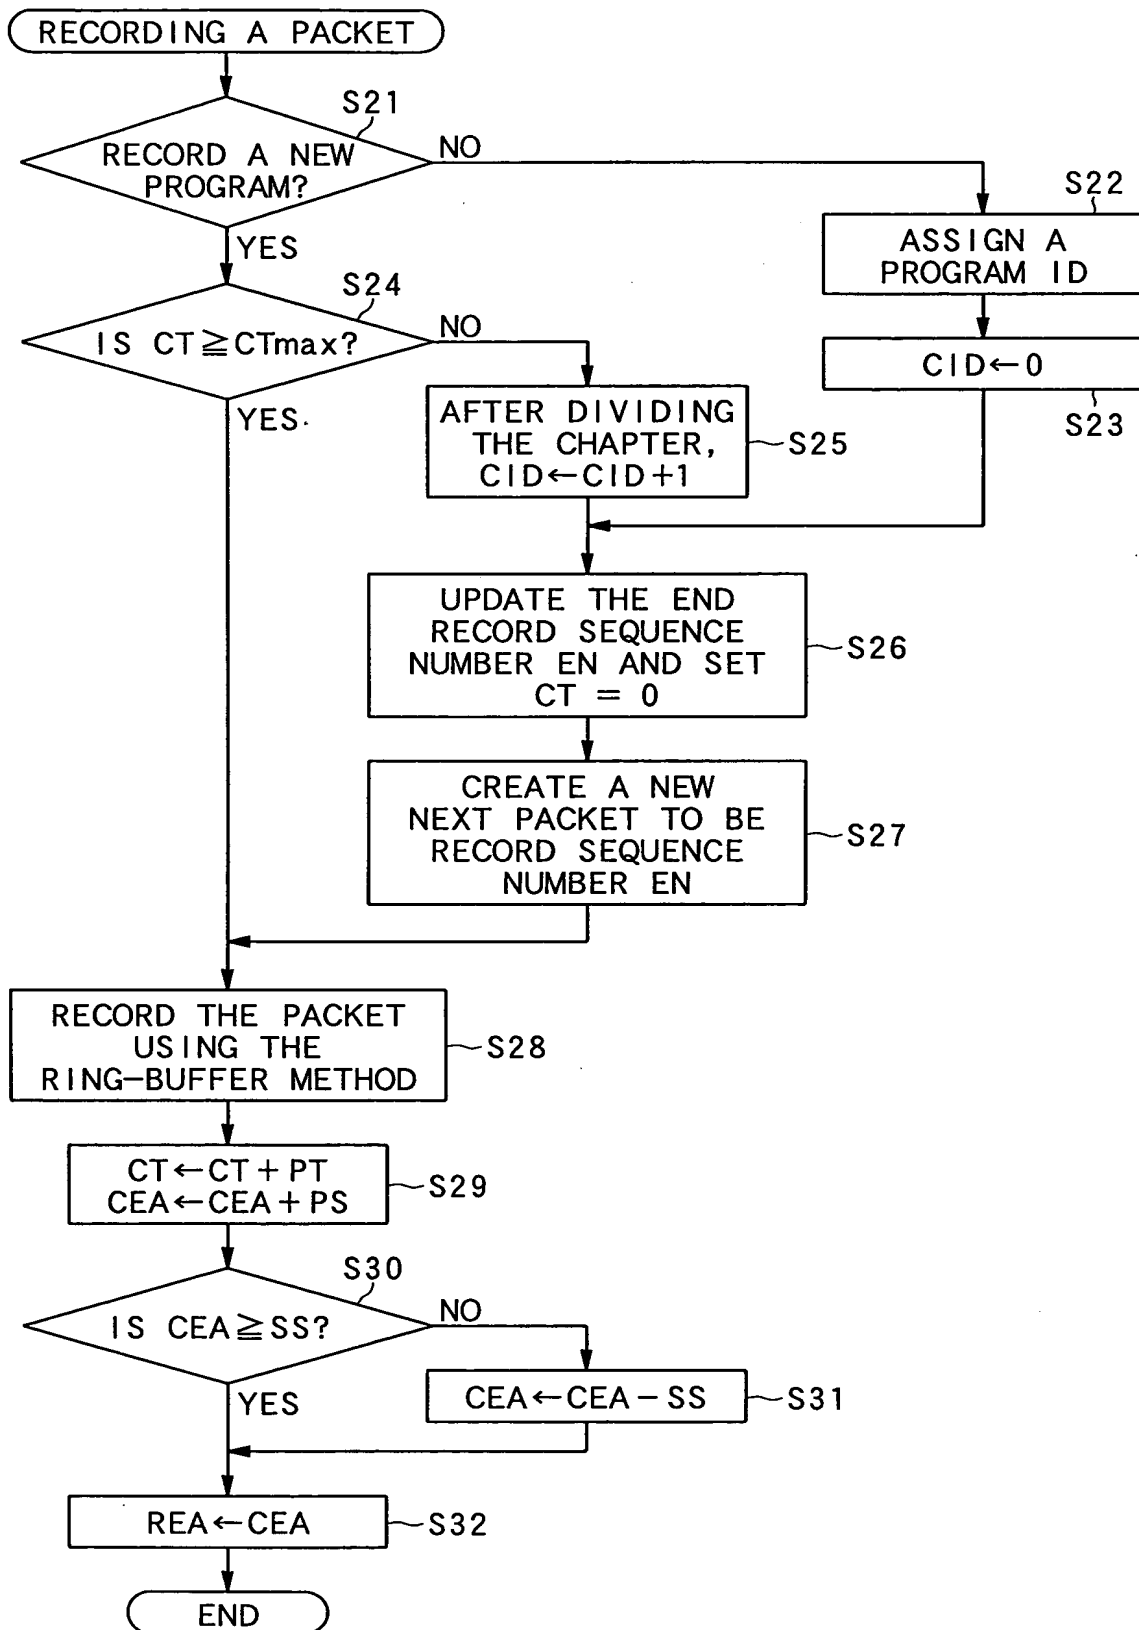 RECORDING A PACKET
S21
RECORD A NEW
PROGRAM?
NO
YES
S22
ASSIGN A
PROGRAM ID
S24
IS CT≧CTmax?
NO
YES
CID←0
S23
AFTER DIVIDING
THE CHAPTER,
CID←CID+1
S25
UPDATE THE END
RECORD SEQUENCE
NUMBER EN AND SET
CT = 0
S26
CREATE A NEW
NEXT PACKET TO BE
RECORD SEQUENCE
NUMBER EN
S27
RECORD THE PACKET
USING THE
RING-BUFFER METHOD
S28
CT←CT+PT
CEA←CEA+PS
S29
S30
IS CEA≧SS?
NO
YES
CEA←CEA-SS
S31
REA←CEA
S32
END